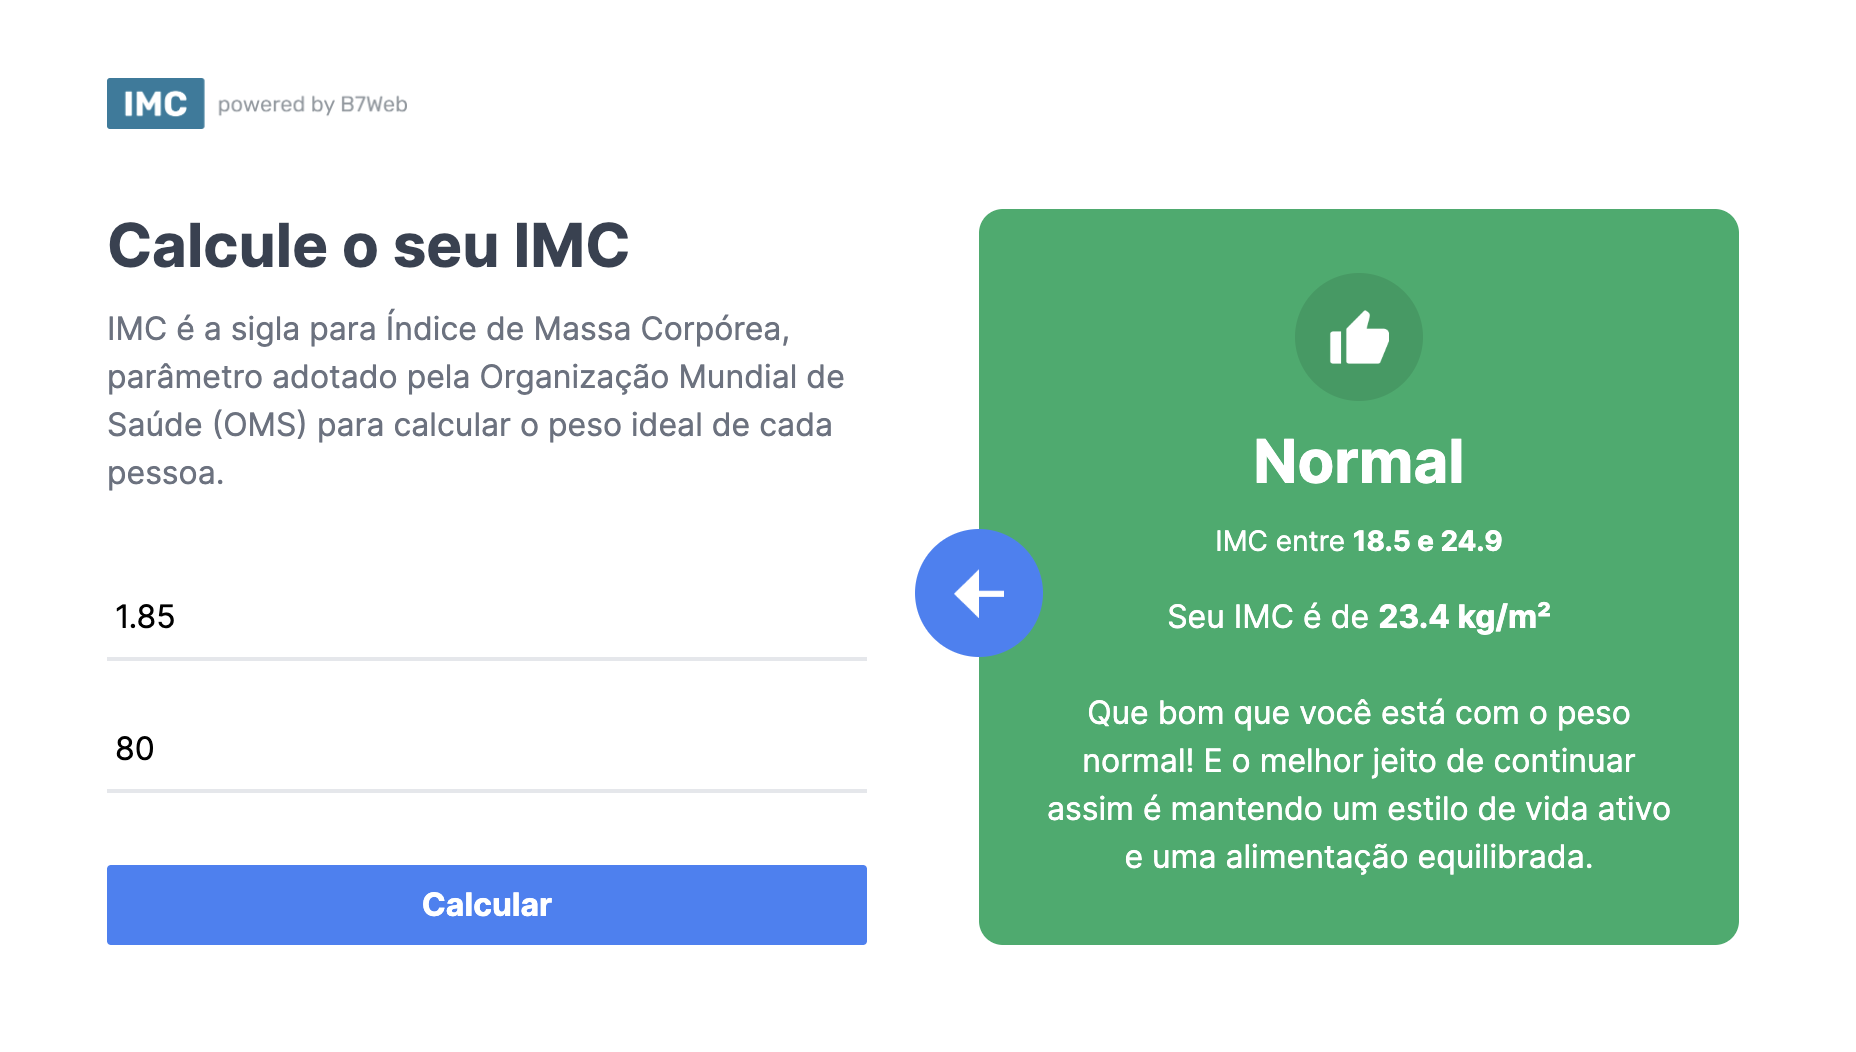 IMC powered by B7Web
Calcule o seu IMC
IMC é a sigla para Índice de Massa Corpórea,
parâmetro adotado pela Organização Mundial de
Saúde (OMS) para calcular o peso ideal de cada
pessoa.
1.85
80
Calcular
Normal
IMC entre 18.5 e 24.9
Seu IMC é de 23.4 kg/m²
Que bom que você está com o peso
normal! E o melhor jeito de continuar
assim é mantendo um estilo de vida ativo
e uma alimentação equilibrada.